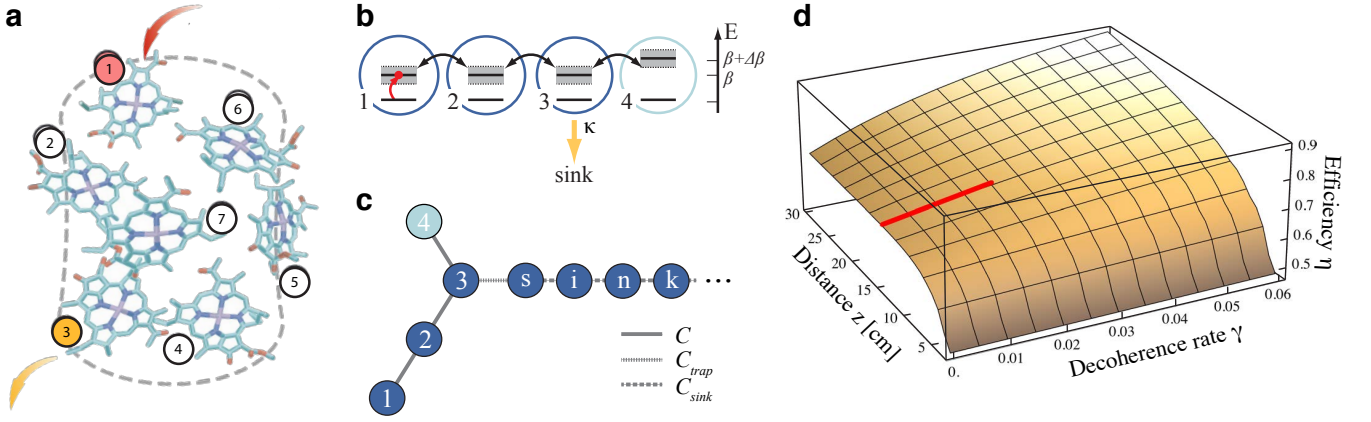 a
1
6
2
7
5
3
4
b
E
β+Δβ
β
1
2
3
4
κ
sink
c
4
3
s
i
n
k
...
2
1
C
C_trap
C_sink
d
0.9
0.8
0.7
0.6
0.5
Efficiency η
30
25
20
15
10
5
Distance z [cm]
0.
0.01
0.02
0.03
0.04
0.05
0.06
Decoherence rate γ